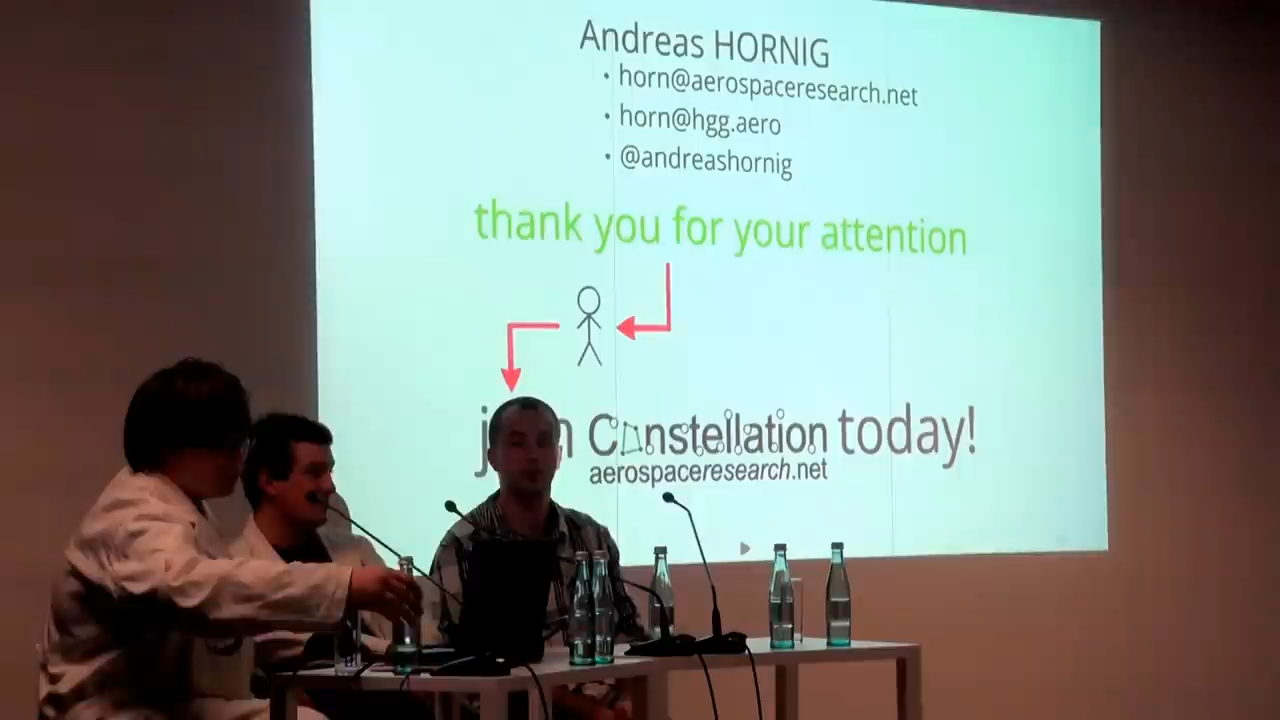 Andreas HORNIG
• horn@aerospaceresearch.net
• horn@hgg.aero
• @andreashornig
thank you for your attention
Constellation today!
aerospaceresearch.net